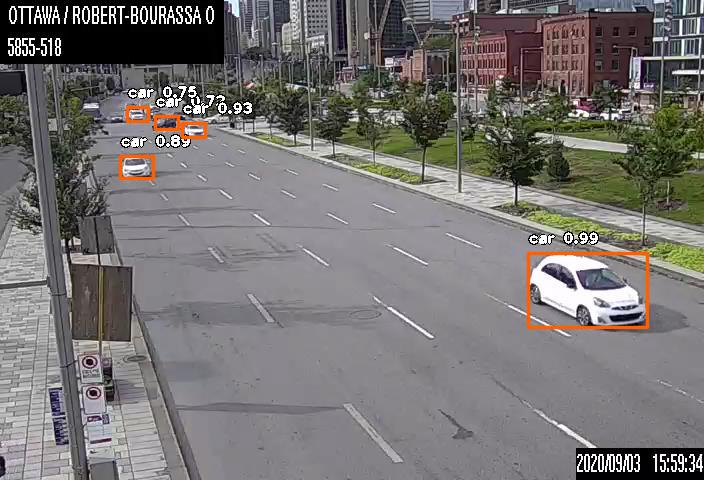 OTTAWA / ROBERT-BOURASSA O
5855-518
car 0.75
car 0.72
car 0.93
car 0.89
car 0.99
2020/09/03 15:59:34